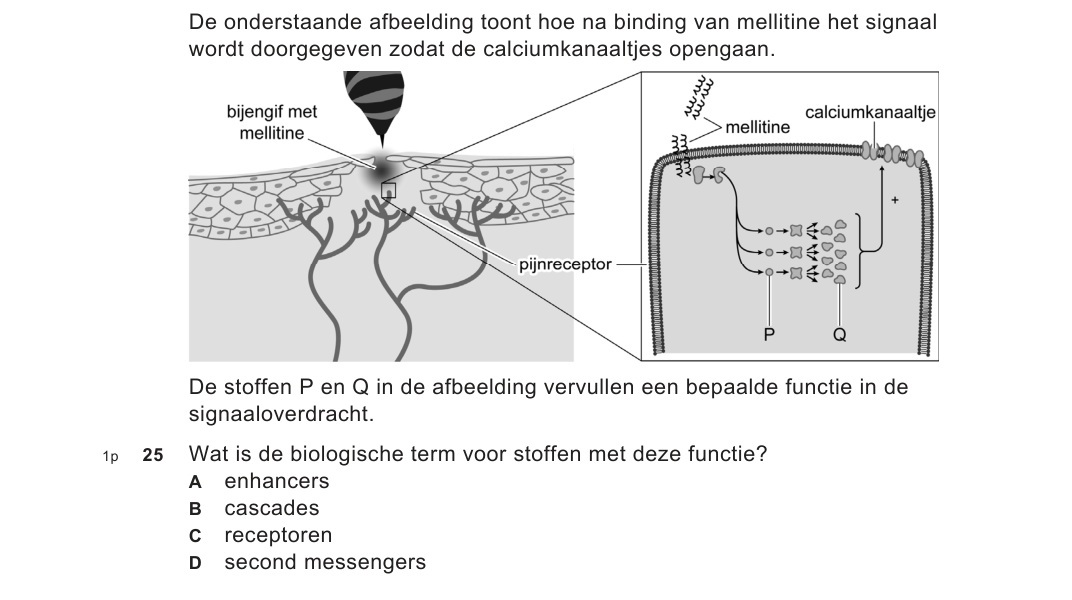 De onderstaande afbeelding toont hoe na binding van mellitine het signaal
wordt doorgegeven zodat de calciumkanaaltjes opengaan.
bijengif met
mellitine
calciumkanaaltje
mellitine
+
pijnreceptor
P
Q
De stoffen P en Q in de afbeelding vervullen een bepaalde functie in de
signaaloverdracht.
1p 25 Wat is de biologische term voor stoffen met deze functie?
A enhancers
B cascades
C receptoren
D second messengers